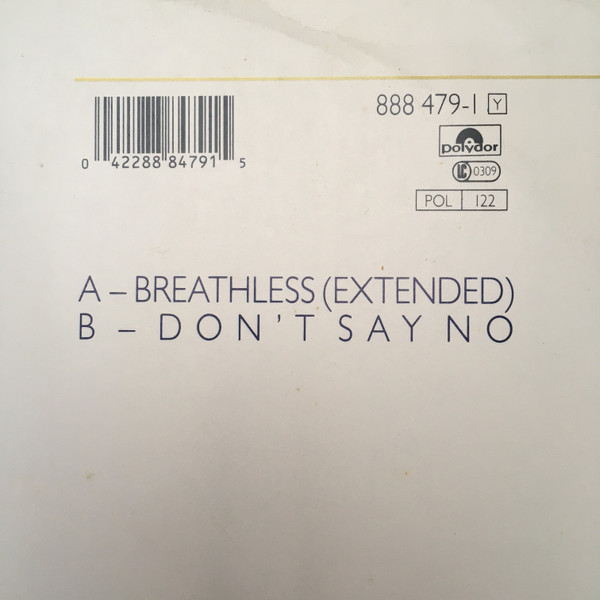 888 479-1 Y
0 42288 84791 5
polydor
LC 0309
POL 122
A – BREATHLESS (EXTENDED)
B – DON'T SAY NO